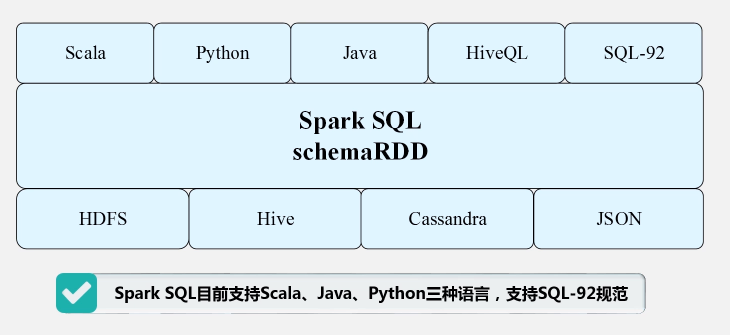 Scala Python Java HiveQL SQL-92
Spark SQL
schemaRDD
HDFS Hive Cassandra JSON
Spark SQL目前支持Scala、Java、Python三种语言，支持SQL-92规范